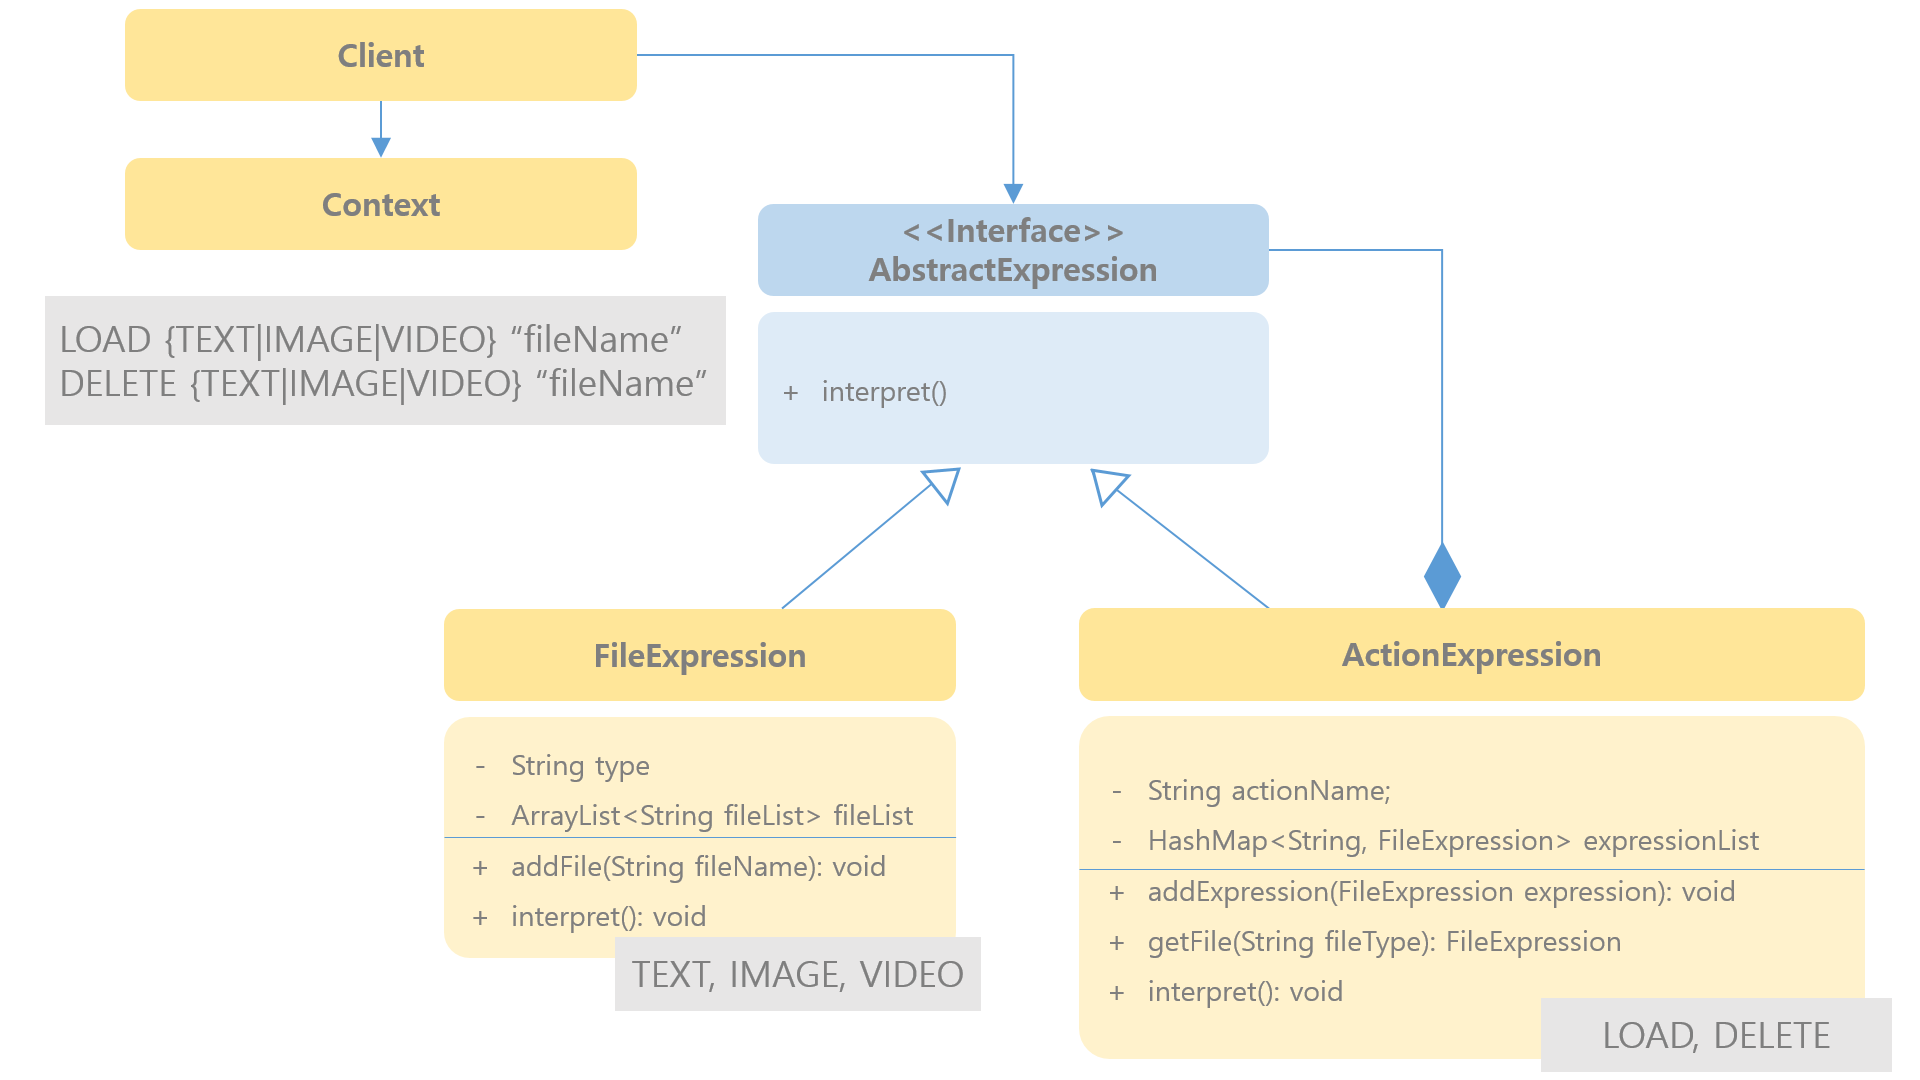 Client
Context
LOAD {TEXT|IMAGE|VIDEO} “fileName”
DELETE {TEXT|IMAGE|VIDEO} “fileName”
<<Interface>>
AbstractExpression
+ interpret()
FileExpression
- String type
- ArrayList<String fileList> fileList
+ addFile(String fileName): void
+ interpret(): void
TEXT, IMAGE, VIDEO
ActionExpression
- String actionName;
- HashMap<String, FileExpression> expressionList
+ addExpression(FileExpression expression): void
+ getFile(String fileType): FileExpression
+ interpret(): void
LOAD, DELETE